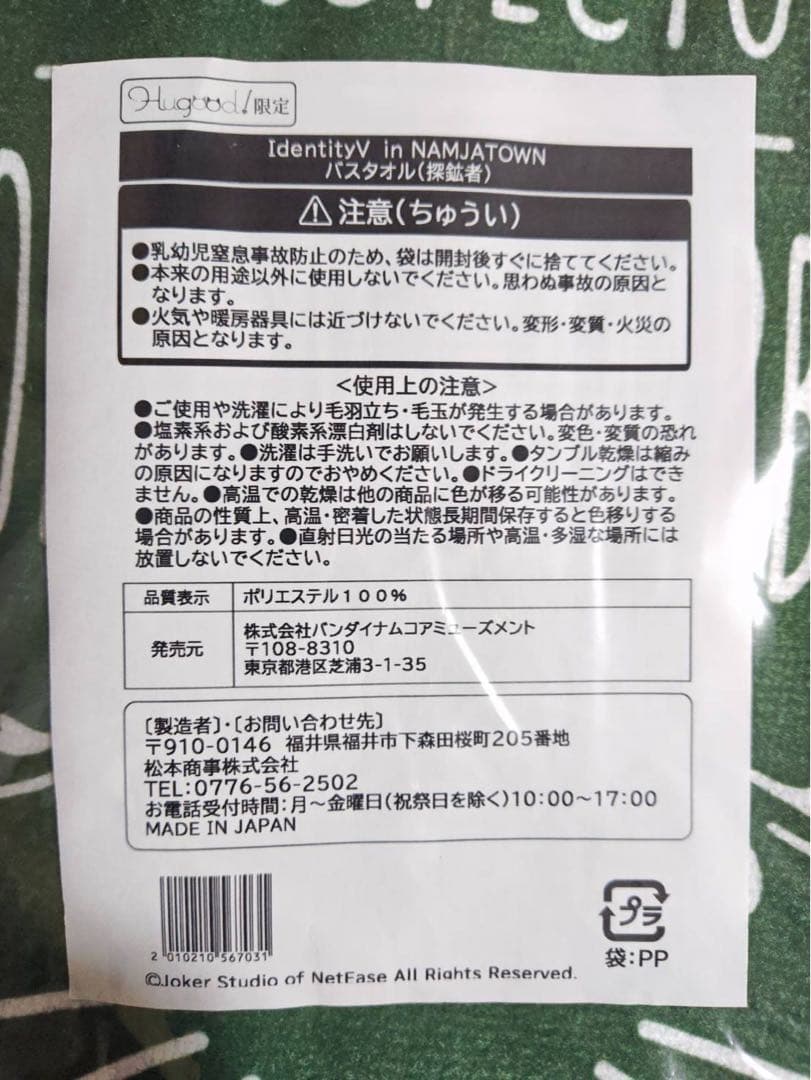 Hugood!限定
IdentityV in NAMJATOWN
バスタオル(探鉱者)
⚠注意(ちゅうい)
●乳幼児窒息事故防止のため、袋は開封後すぐに捨ててください。
●本来の用途以外に使用しないでください。思わぬ事故の原因と
なります。
●火気や暖房器具には近づけないでください。変形・変質・火災の
原因となります。
<使用上の注意>
●ご使用や洗濯により毛羽立ち・毛玉が発生する場合があります。
●塩素系および酸素系漂白剤はしないでください。変色・変質の恐れ
があります。●洗濯は手洗いでお願いします。●タンブル乾燥は縮み
の原因になりますのでおやめください。●ドライクリーニングはでき
ません。●高温での乾燥は他の商品に色が移る可能性があります。
●商品の性質上、高温・密着した状態長期間保存すると色移りする
場合があります。●直射日光の当たる場所や高温・多湿な場所には
放置しないでください。
品質表示 ポリエステル100%
発売元 株式会社バンダイナムコアミューズメント
〒108-8310
東京都港区芝浦3-1-35
〔製造者〕・〔お問い合わせ先〕
〒910-0146 福井県福井市下森田桜町205番地
松本商事株式会社
TEL:0776-56-2502
お電話受付時間:月～金曜日(祝祭日を除く)10:00～17:00
MADE IN JAPAN
2 010210 567031
プラ
袋:PP
©Joker Studio of NetEase All Rights Reserved.